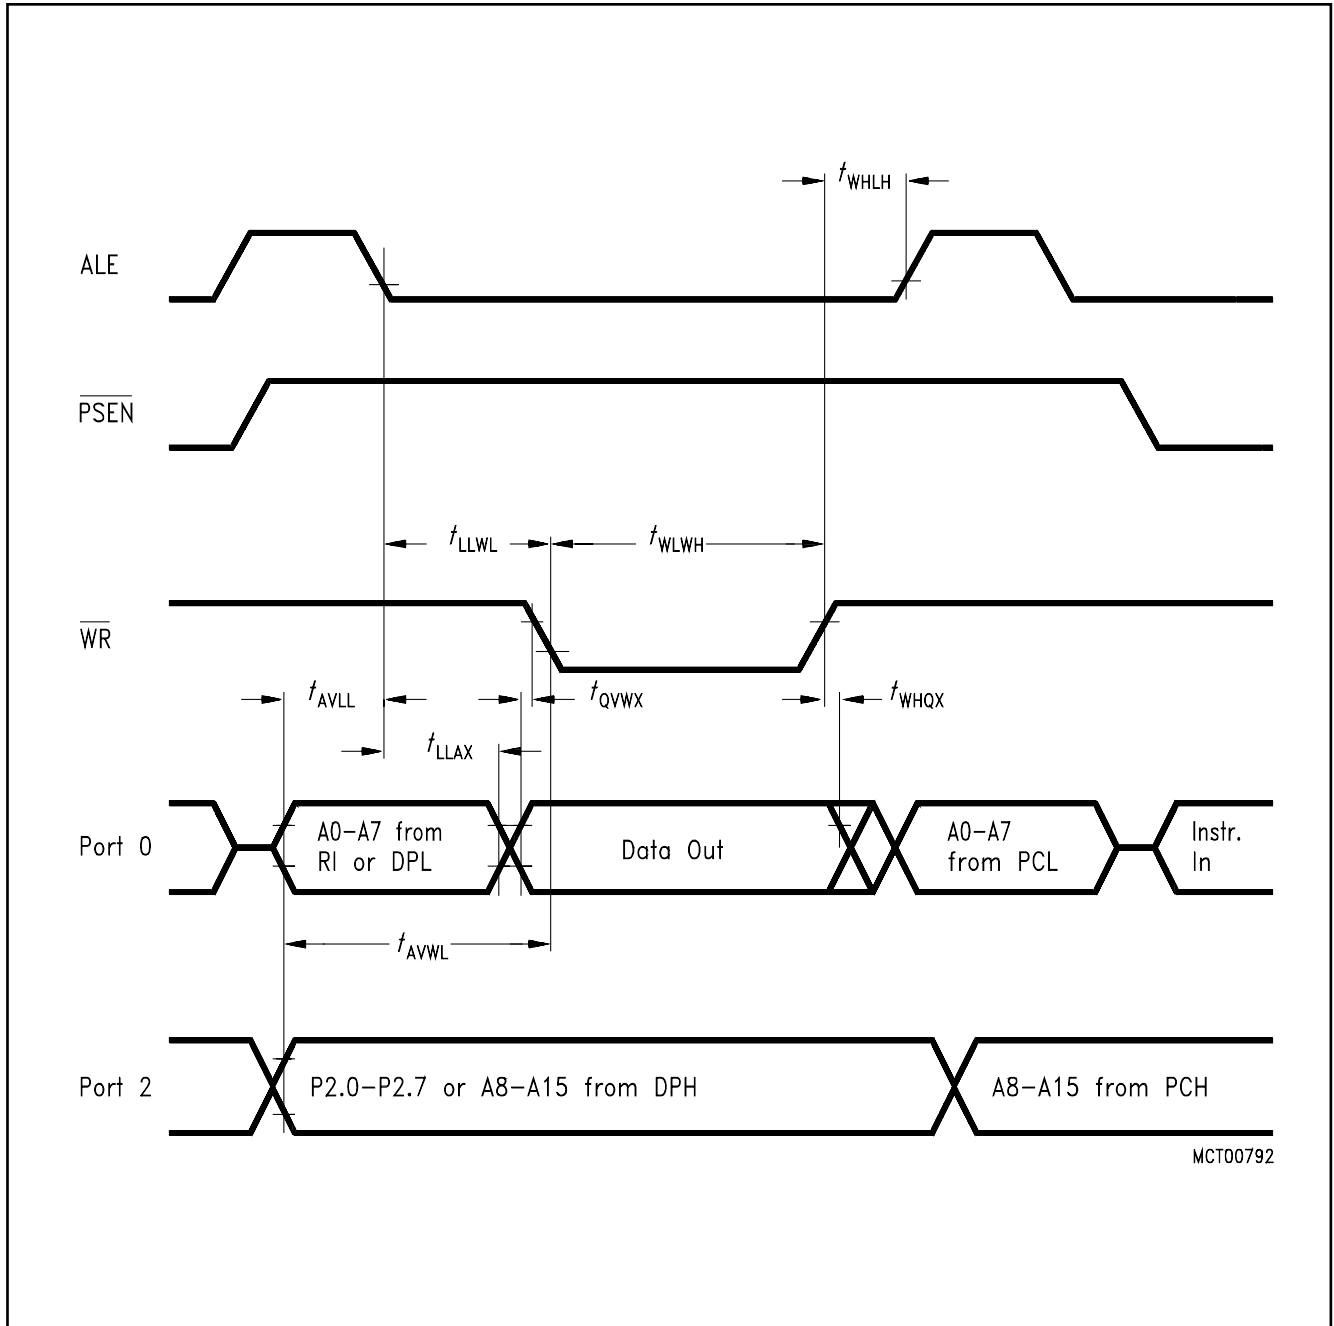 tWHLH
ALE
PSEN
tLLWL
tWLWH
WR
tAVLL
tQVWX
tWHQX
tLLAX
Port 0
A0-A7 from
RI or DPL
Data Out
A0-A7
from PCL
Instr.
In
tAVWL
Port 2
P2.0-P2.7 or A8-A15 from DPH
A8-A15 from PCH
MCT00792